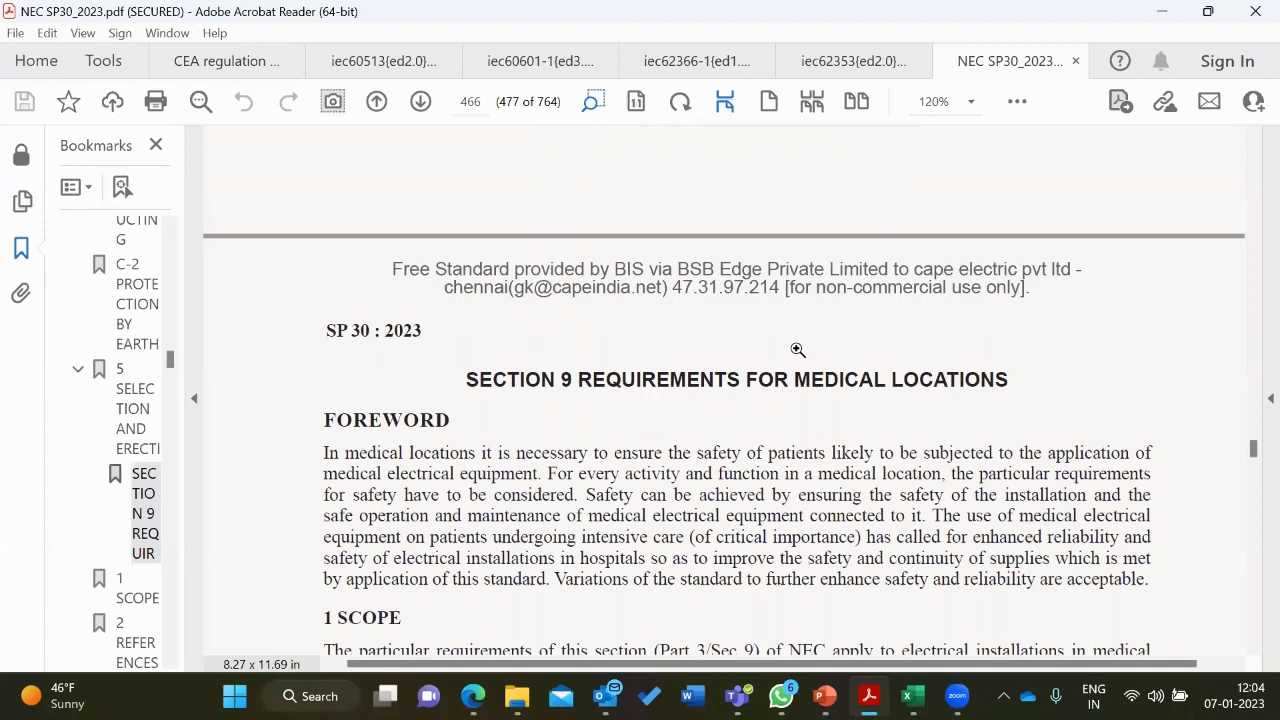 NEC SP30_2023.pdf (SECURED) - Adobe Acrobat Reader (64-bit)
File Edit View Sign Window Help
Home Tools CEA regulation ... iec60513{ed2.0}... iec60601-1{ed3.... iec62366-1{ed1.... iec62353{ed2.0}... NEC SP30_2023... × Sign In
466 (477 of 764) 120%
Bookmarks
UCTIN
G
C-2
PROTE
CTION
BY
EARTH
5
SELEC
TION
AND
ERECTI
SEC
TIO
N 9
REQ
UIR
1
SCOPE
2
REFER
ENCES
Free Standard provided by BIS via BSB Edge Private Limited to cape electric pvt ltd -
chennai(gk@capeindia.net) 47.31.97.214 [for non-commercial use only].
SP 30 : 2023
SECTION 9 REQUIREMENTS FOR MEDICAL LOCATIONS
FOREWORD
In medical locations it is necessary to ensure the safety of patients likely to be subjected to the application of
medical electrical equipment. For every activity and function in a medical location, the particular requirements
for safety have to be considered. Safety can be achieved by ensuring the safety of the installation and the
safe operation and maintenance of medical electrical equipment connected to it. The use of medical electrical
equipment on patients undergoing intensive care (of critical importance) has called for enhanced reliability and
safety of electrical installations in hospitals so as to improve the safety and continuity of supplies which is met
by application of this standard. Variations of the standard to further enhance safety and reliability are acceptable.
1 SCOPE
The particular requirements of this section (Part 3/Sec 9) of NEC apply to electrical installations in medical
8.27 x 11.69 in
46°F
Sunny
Search
6
zoom
ENG
IN
12:04
07-01-2023